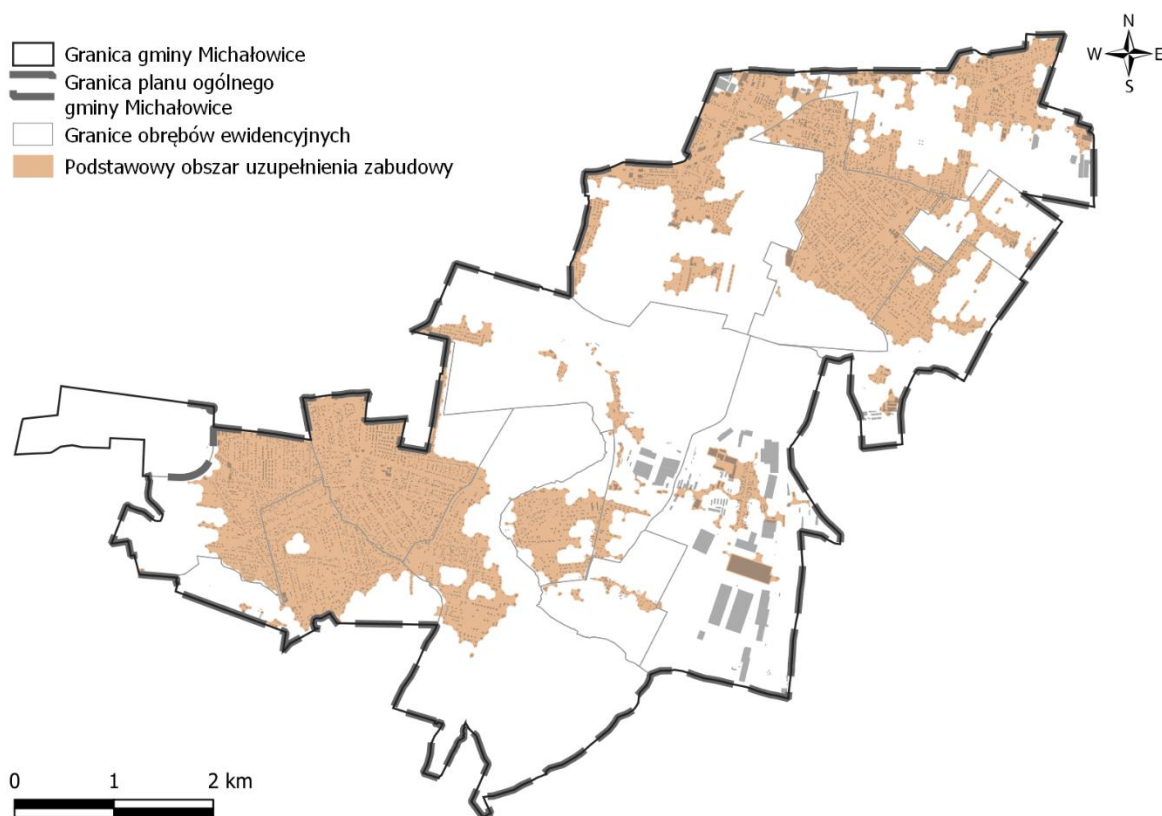 Granica gminy Michałowice
Granica planu ogólnego
gminy Michałowice
Granice obrębów ewidencyjnych
Podstawowy obszar uzupełnienia zabudowy
N
W E
S
0 1 2 km